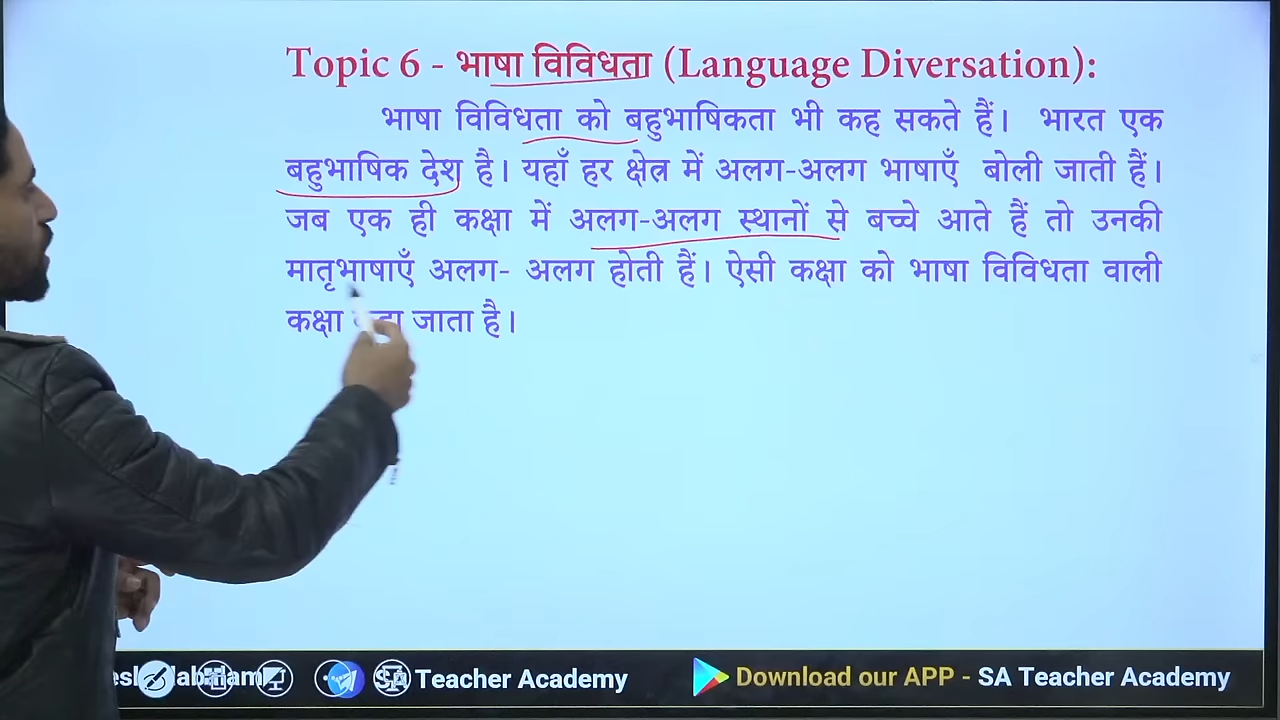 Topic 6 - भाषा विविधता (Language Diversation):
भाषा विविधता को बहुभाषिकता भी कह सकते हैं। भारत एक
बहुभाषिक देश है। यहाँ हर क्षेत्र में अलग-अलग भाषाएँ बोली जाती हैं।
जब एक ही कक्षा में अलग-अलग स्थानों से बच्चे आते हैं तो उनकी
मातृभाषाएँ अलग- अलग होती हैं। ऐसी कक्षा को भाषा विविधता वाली
कक्षा कहा जाता है।
SA Teacher Academy
Download our APP - SA Teacher Academy